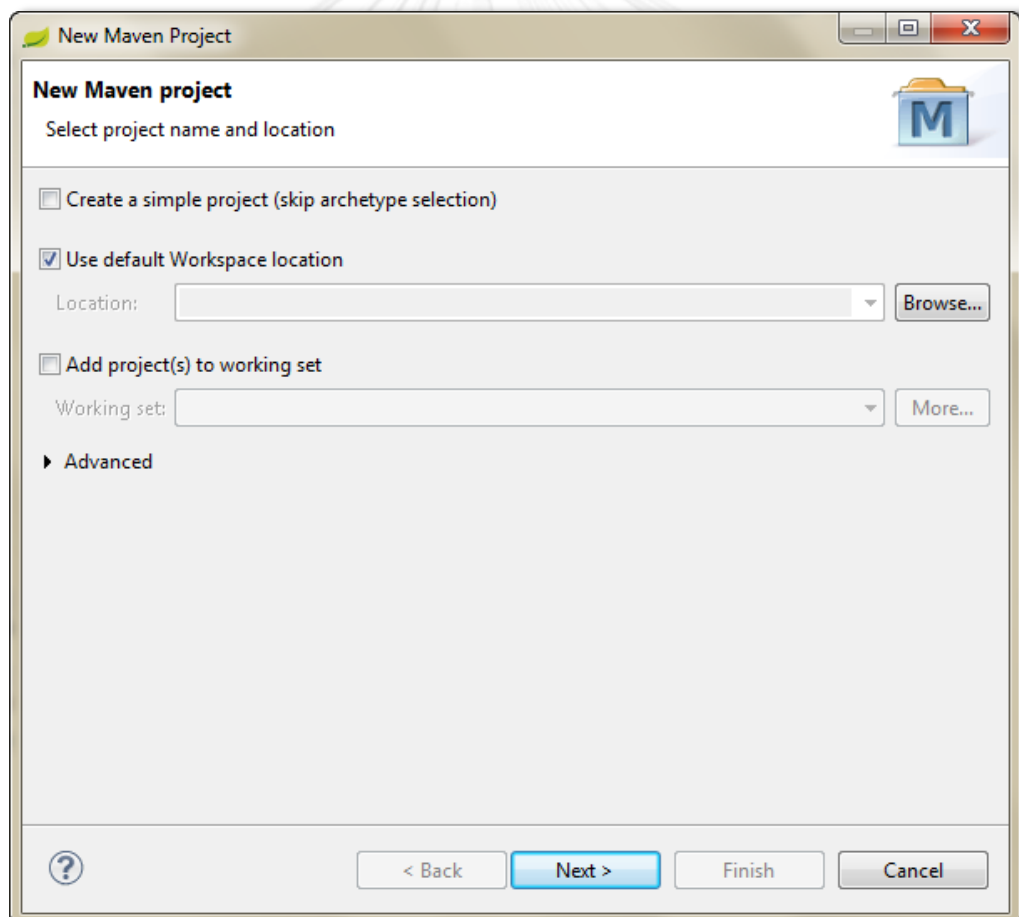 New Maven Project
New Maven project
Select project name and location
M
Create a simple project (skip archetype selection)
Use default Workspace location
Location:
Browse...
Add project(s) to working set
Working set:
More...
Advanced
?
< Back
Next >
Finish
Cancel